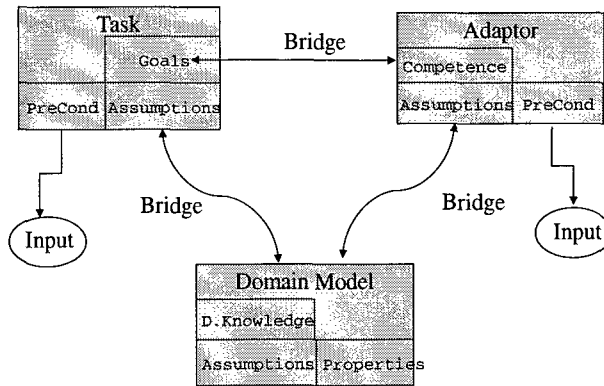 Task
Goals
PreCond
Assumptions
Bridge
Adaptor
Competence
Assumptions
PreCond
Input
Bridge
Bridge
Input
Domain Model
D.Knowledge
Assumptions
Properties